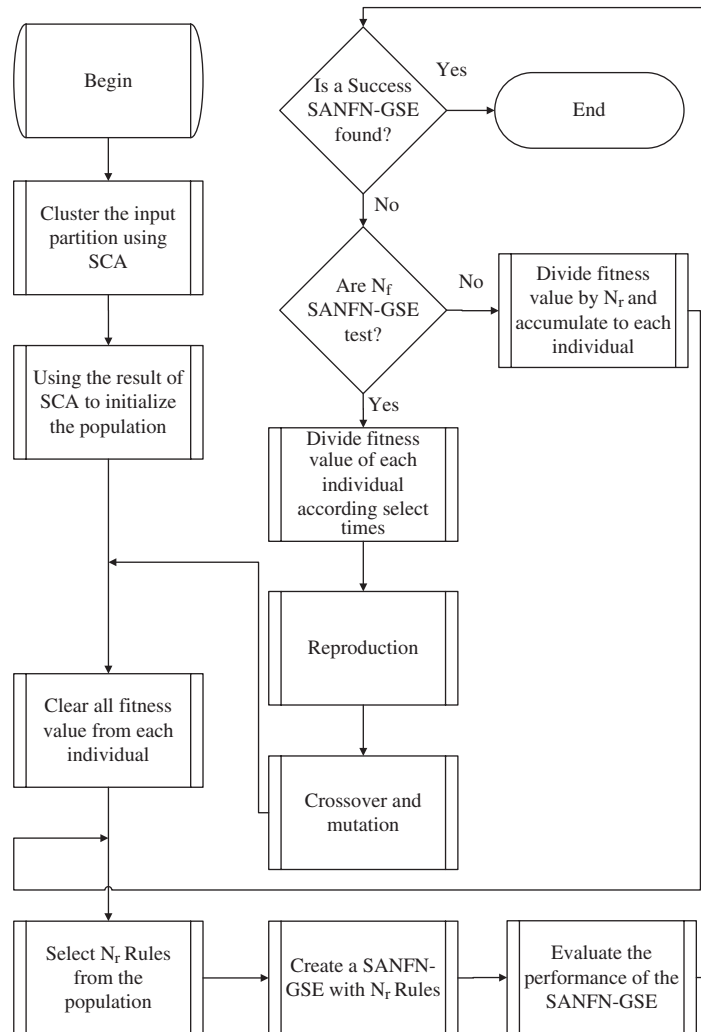 Begin
Cluster the input
partition using
SCA
Using the result of
SCA to initialize
the population
Clear all fitness
value from each
individual
Select Nr Rules
from the
population
Create a SANFN-
GSE with Nr Rules
Evaluate the
performance of the
SANFN-GSE
Is a Success
SANFN-GSE
found?
Yes
End
No
Are Nf
SANFN-GSE
test?
No
Divide fitness
value by Nr and
accumulate to each
individual
Yes
Divide fitness
value of each
individual
according select
times
Reproduction
Crossover and
mutation